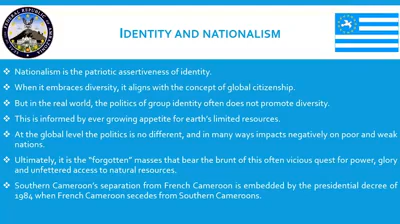 IDENTITY AND NATIONALISM
Nationalism is the patriotic assertiveness of identity.
When it embraces diversity, it aligns with the concept of global citizenship.
But in the real world, the politics of group identity often does not promote diversity.
This is informed by ever growing appetite for earth's limited resources.
At the global level the politics is no different, and in many ways impacts negatively on poor and weak
nations.
Ultimately, it is the "forgotten" masses that bear the brunt of this often vicious quest for power, glory
and unfettered access to natural resources.
Southern Cameroon's separation from French Cameroon is embedded by the presidential decree of
1984 when French Cameroon secedes from Southern Cameroons.